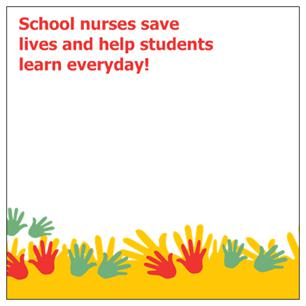 School nurses save
lives and help students
learn everyday!